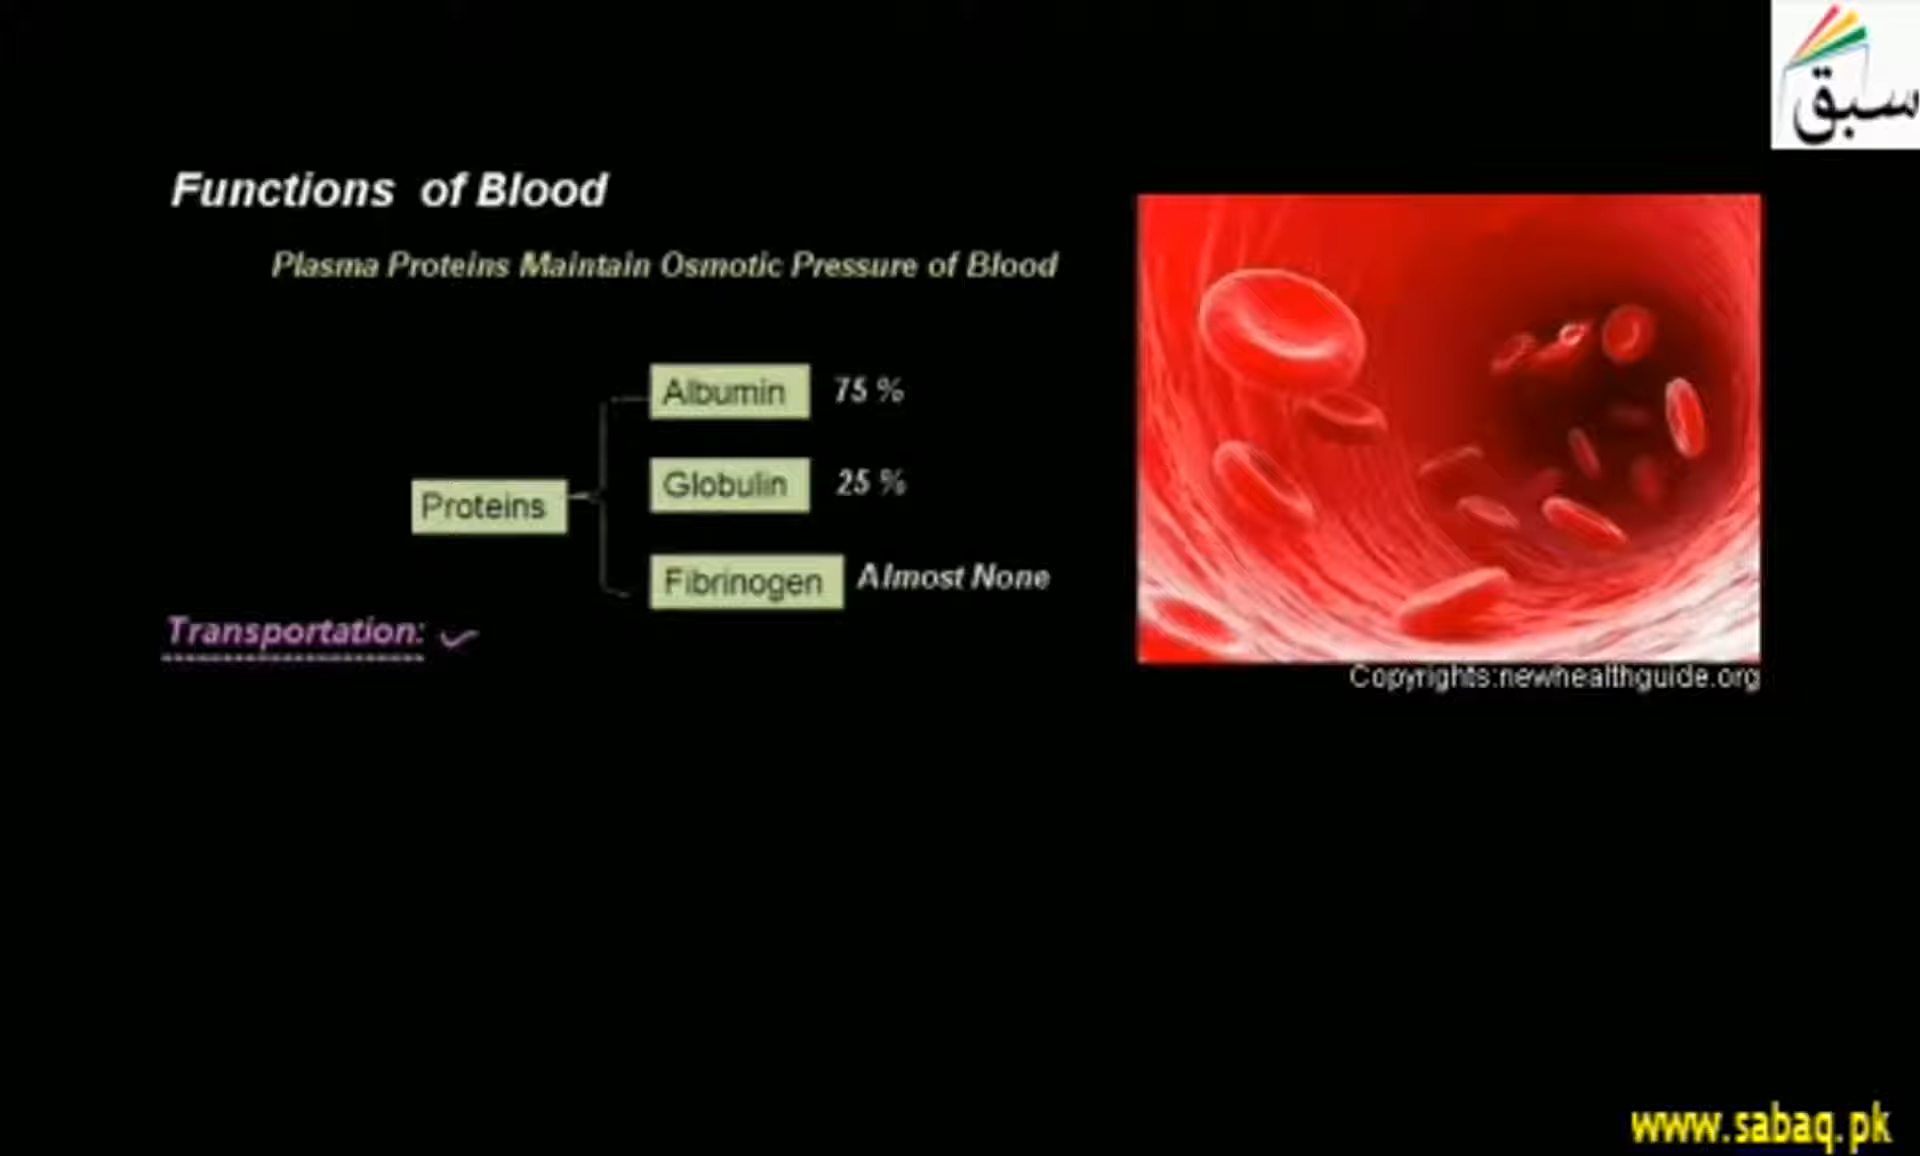 سبق
Functions of Blood
Plasma Proteins Maintain Osmotic Pressure of Blood
Albumin 75 %
Globulin 25 %
Proteins
Fibrinogen Almost None
Transportation:
Copyrights:newhealthguide.org
www.sabaq.pk